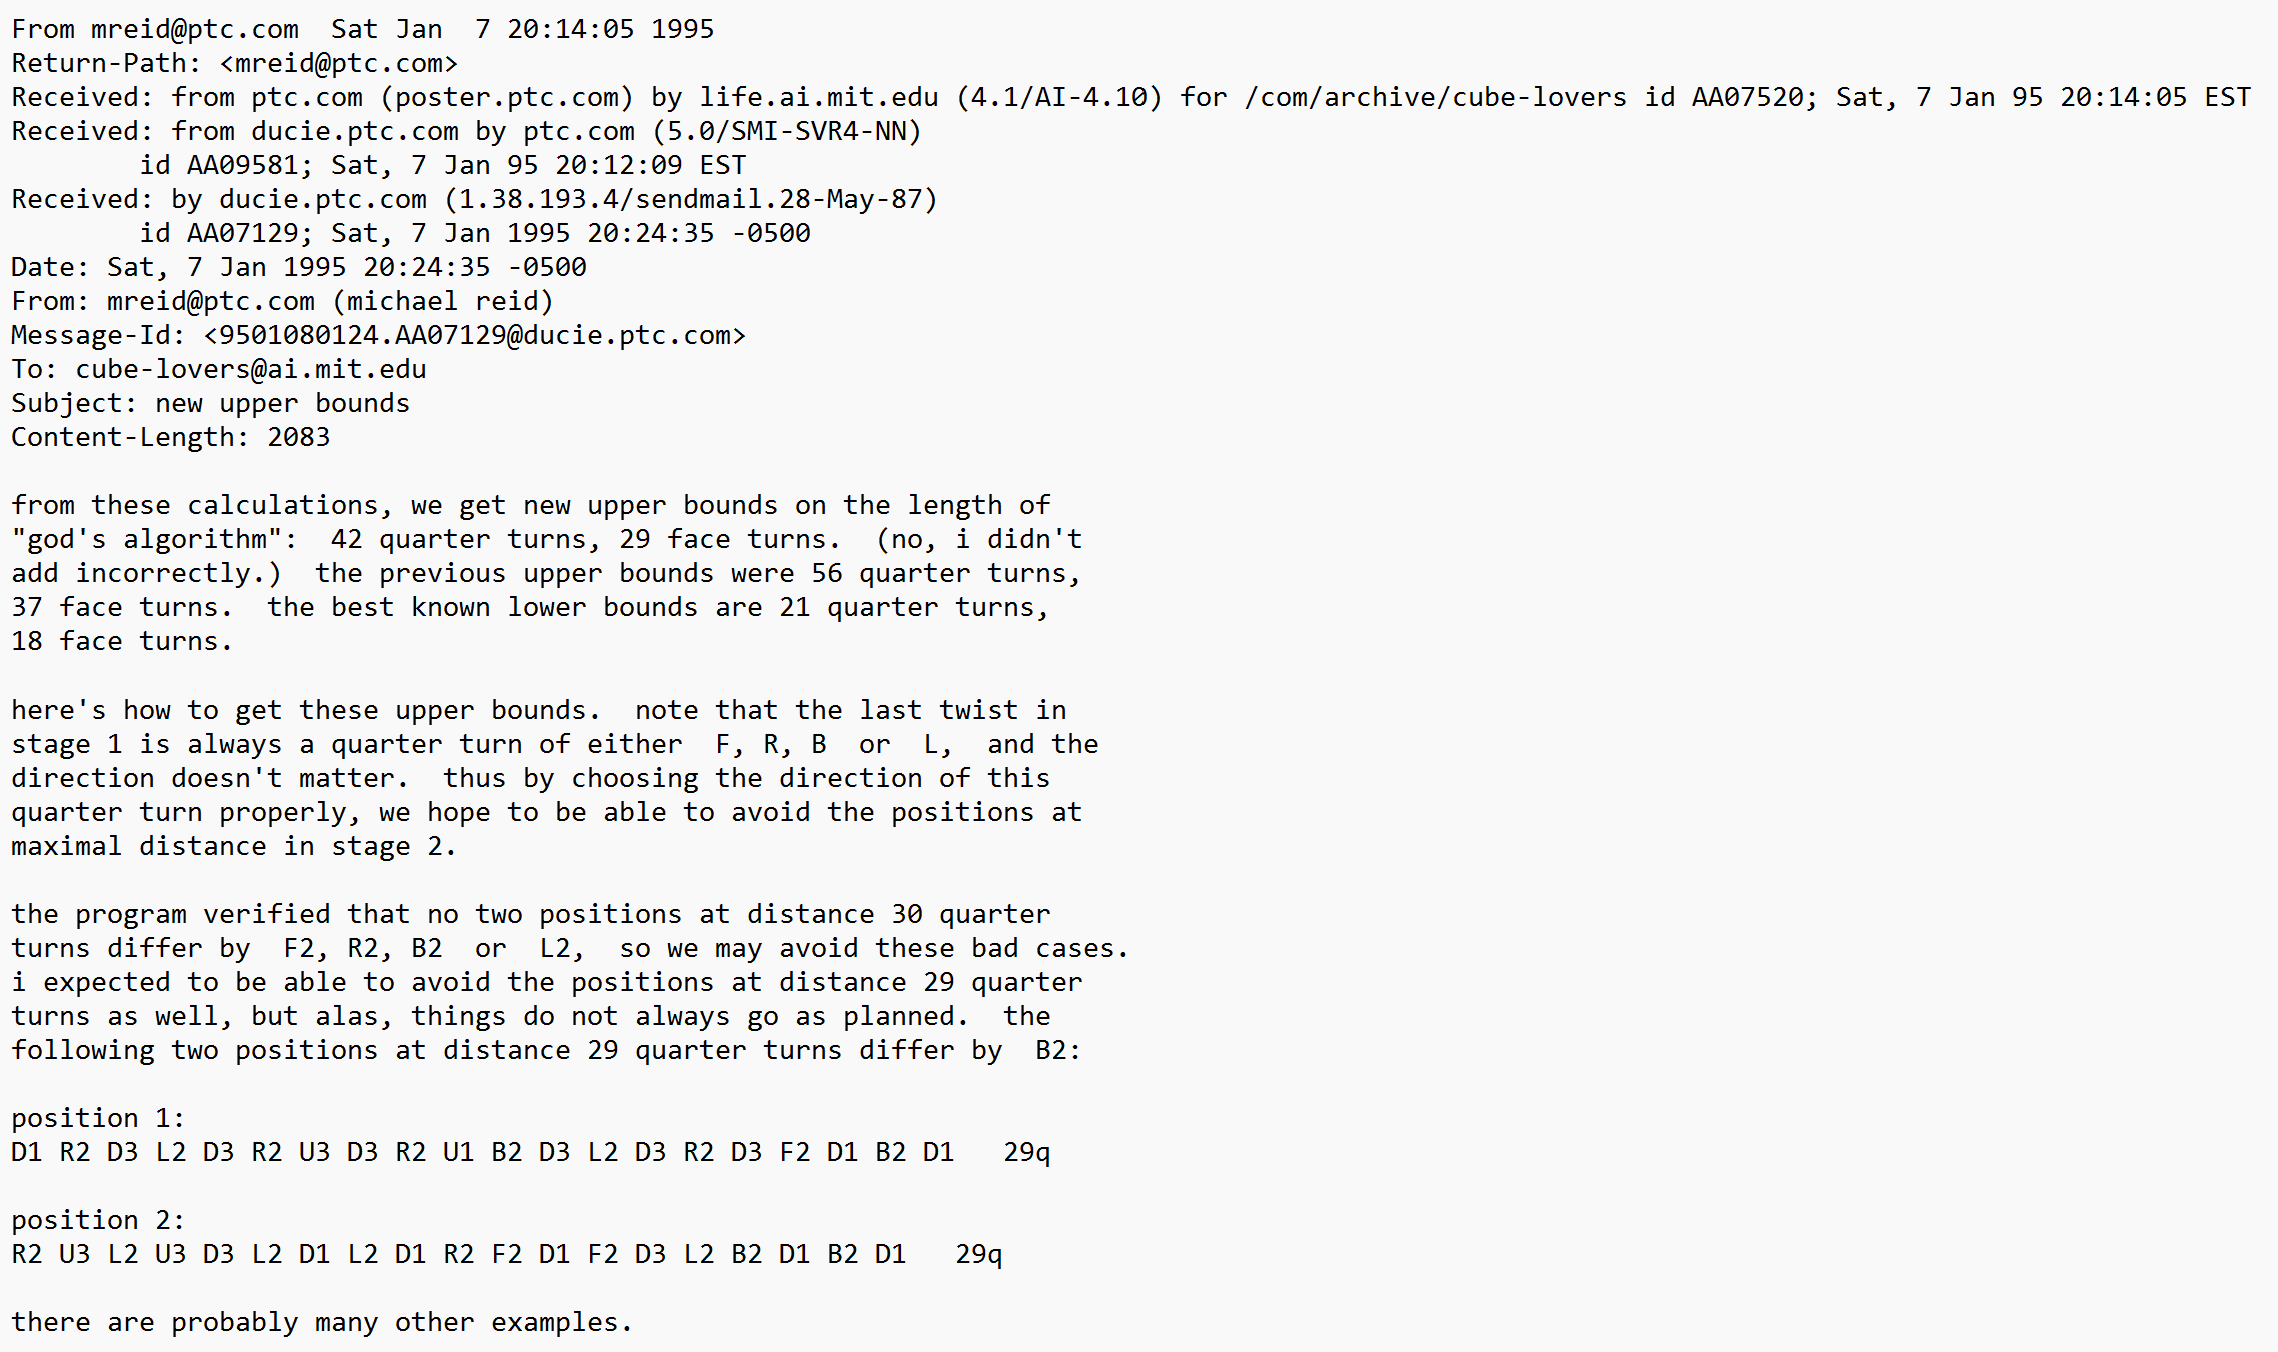 From mreid@ptc.com  Sat Jan  7 20:14:05 1995
Return-Path: <mreid@ptc.com>
Received: from ptc.com (poster.ptc.com) by life.ai.mit.edu (4.1/AI-4.10) for /com/archive/cube-lovers id AA07520; Sat, 7 Jan 95 20:14:05 EST
Received: from ducie.ptc.com by ptc.com (5.0/SMI-SVR4-NN)
        id AA09581; Sat, 7 Jan 95 20:12:09 EST
Received: by ducie.ptc.com (1.38.193.4/sendmail.28-May-87)
        id AA07129; Sat, 7 Jan 1995 20:24:35 -0500
Date: Sat, 7 Jan 1995 20:24:35 -0500
From: mreid@ptc.com (michael reid)
Message-Id: <9501080124.AA07129@ducie.ptc.com>
To: cube-lovers@ai.mit.edu
Subject: new upper bounds
Content-Length: 2083

from these calculations, we get new upper bounds on the length of
"god's algorithm":  42 quarter turns, 29 face turns.  (no, i didn't
add incorrectly.)  the previous upper bounds were 56 quarter turns,
37 face turns.  the best known lower bounds are 21 quarter turns,
18 face turns.

here's how to get these upper bounds.  note that the last twist in
stage 1 is always a quarter turn of either  F, R, B  or  L,  and the
direction doesn't matter.  thus by choosing the direction of this
quarter turn properly, we hope to be able to avoid the positions at
maximal distance in stage 2.

the program verified that no two positions at distance 30 quarter
turns differ by  F2, R2, B2  or  L2,  so we may avoid these bad cases.
i expected to be able to avoid the positions at distance 29 quarter
turns as well, but alas, things do not always go as planned.  the
following two positions at distance 29 quarter turns differ by  B2:

position 1:
D1 R2 D3 L2 D3 R2 U3 D3 R2 U1 B2 D3 L2 D3 R2 D3 F2 D1 B2 D1   29q

position 2:
R2 U3 L2 U3 D3 L2 D1 L2 D1 R2 F2 D1 F2 D3 L2 B2 D1 B2 D1   29q

there are probably many other examples.